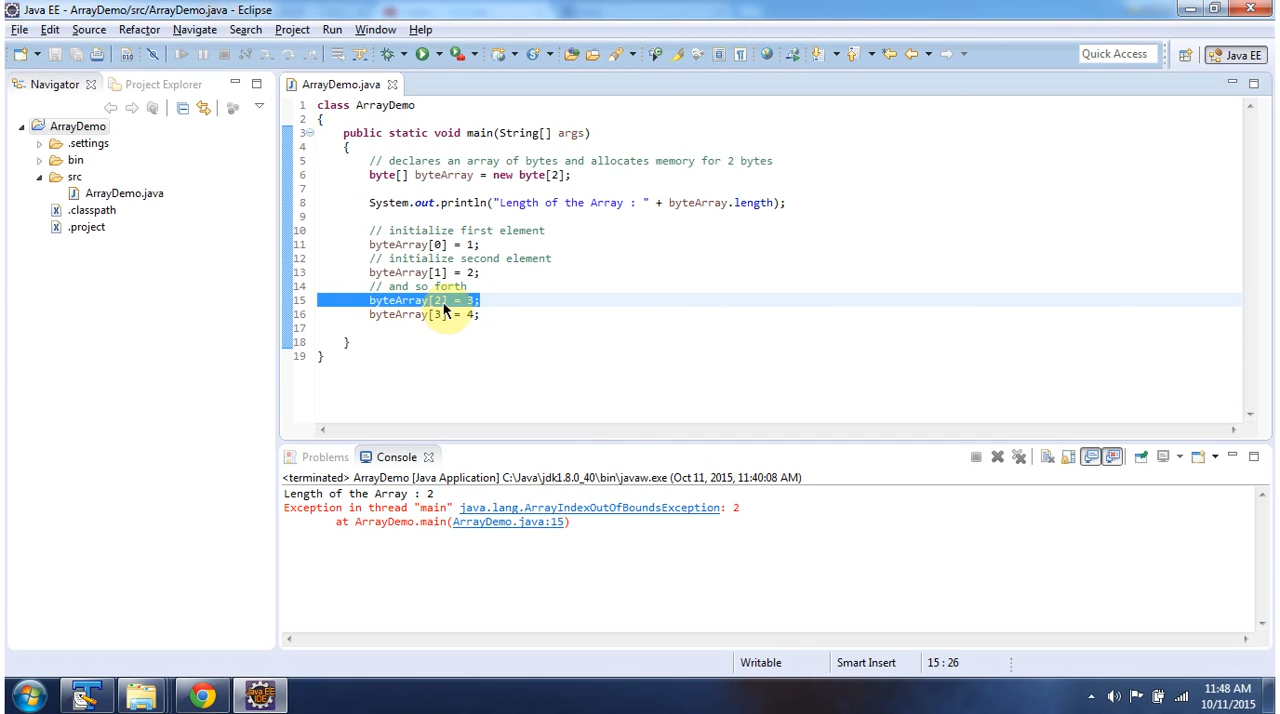 Java EE - ArrayDemo/src/ArrayDemo.java - Eclipse
File Edit Source Refactor Navigate Search Project Run Window Help
Quick Access Java EE
Navigator Project Explorer
ArrayDemo
.settings
bin
src
ArrayDemo.java
.classpath
.project
ArrayDemo.java
1 class ArrayDemo
2 {
3 public static void main(String[] args)
4 {
5 // declares an array of bytes and allocates memory for 2 bytes
6 byte[] byteArray = new byte[2];
7
8 System.out.println("Length of the Array : " + byteArray.length);
9
10 // initialize first element
11 byteArray[0] = 1;
12 // initialize second element
13 byteArray[1] = 2;
14 // and so forth
15 byteArray[2] = 3;
16 byteArray[3] = 4;
17
18 }
19 }
Problems Console
<terminated> ArrayDemo [Java Application] C:\Java\jdk1.8.0_40\bin\javaw.exe (Oct 11, 2015, 11:40:08 AM)
Length of the Array : 2
Exception in thread "main" java.lang.ArrayIndexOutOfBoundsException: 2
at ArrayDemo.main(ArrayDemo.java:15)
Writable Smart Insert 15 : 26
Java EE
IDE
11:48 AM
10/11/2015